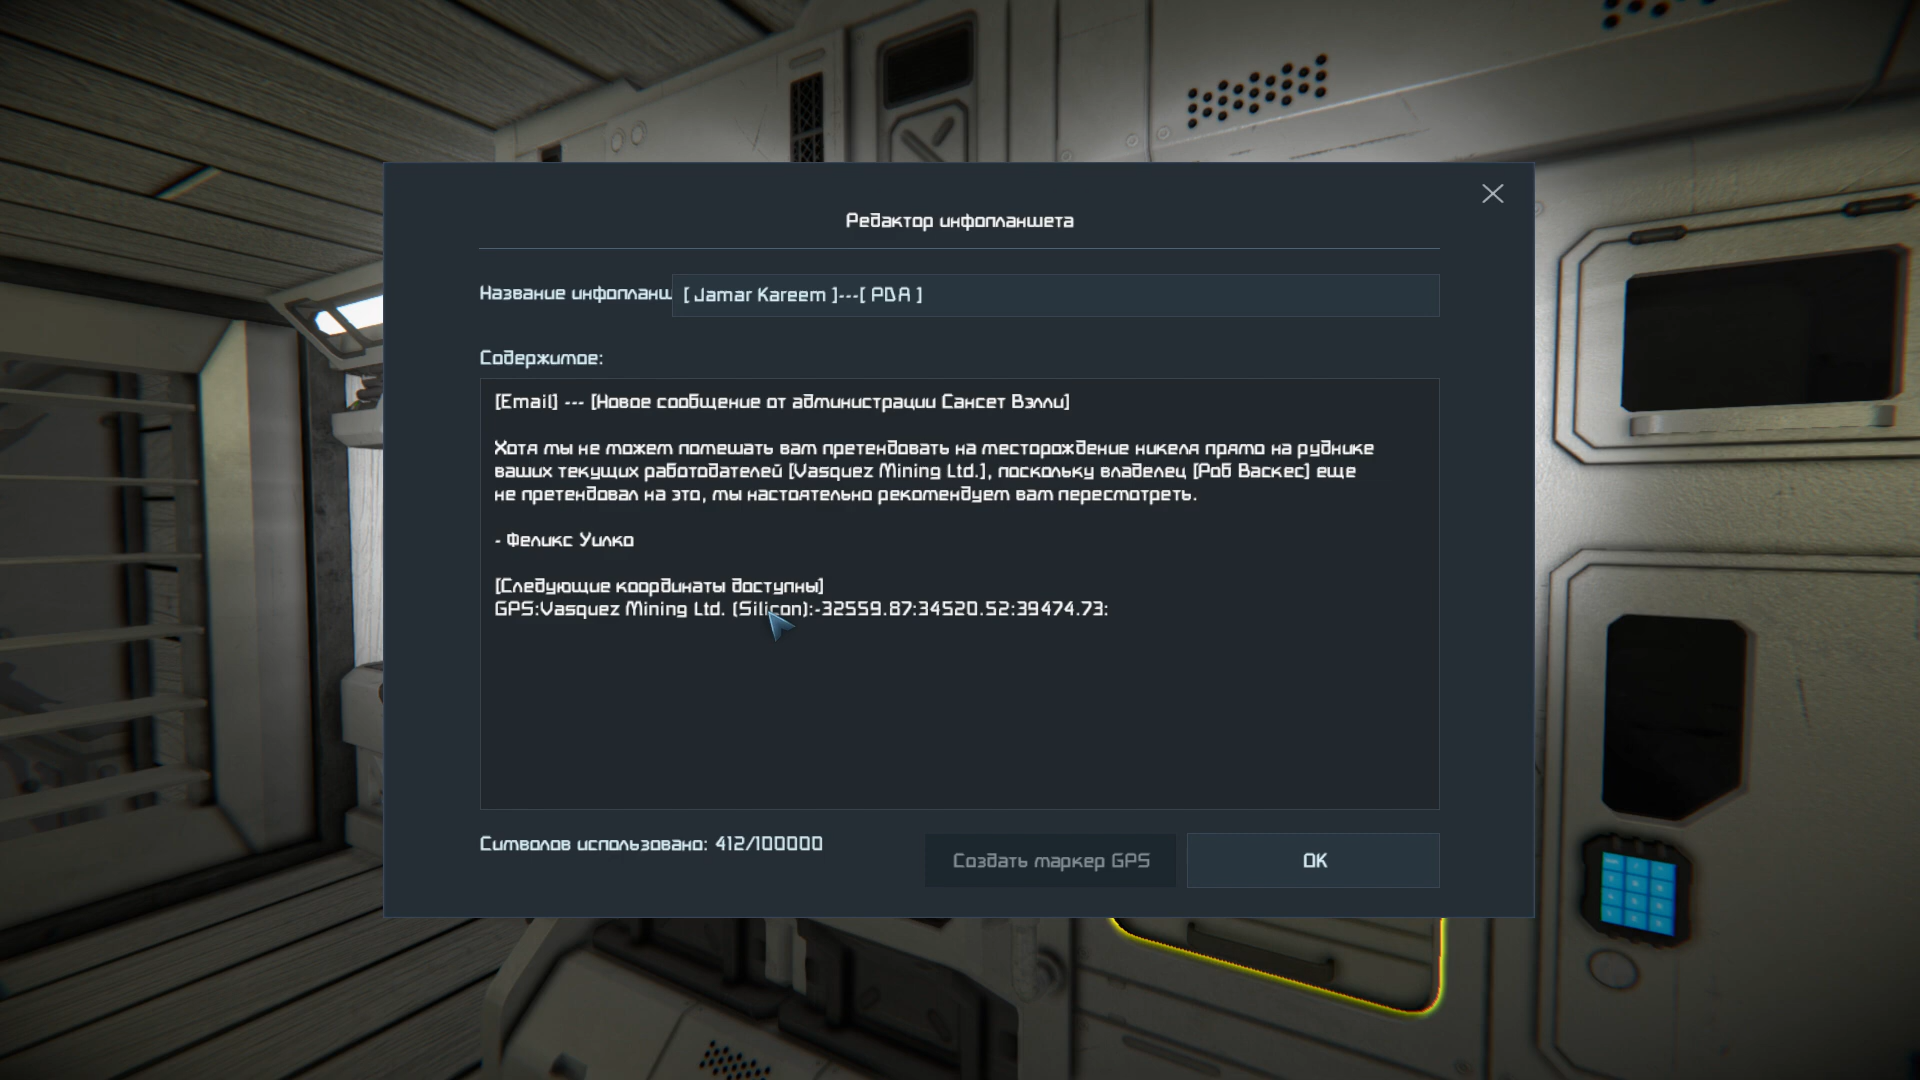 Редактор инфопланшета
Название инфопланш
[ Jamar Kareem ]---[ PDA ]
Содержимое:
[Email] --- [Новое сообщение от администрации Сансет Вэлли]
Хотя мы не можем помешать вам претендовать на месторождение никеля прямо на руднике
ваших текущих работодателей [Vasquez Mining Ltd.], поскольку владелец [Роб Васкес] еще
не претендовал на это, мы настоятельно рекомендуем вам пересмотреть.
- Феликс Уилко
[Следующие координаты доступны]
GPS:Vasquez Mining Ltd. (Silicon):-32559.87:34520.52:39474.73:
Символов использовано: 412/100000
Создать маркер GPS
OK